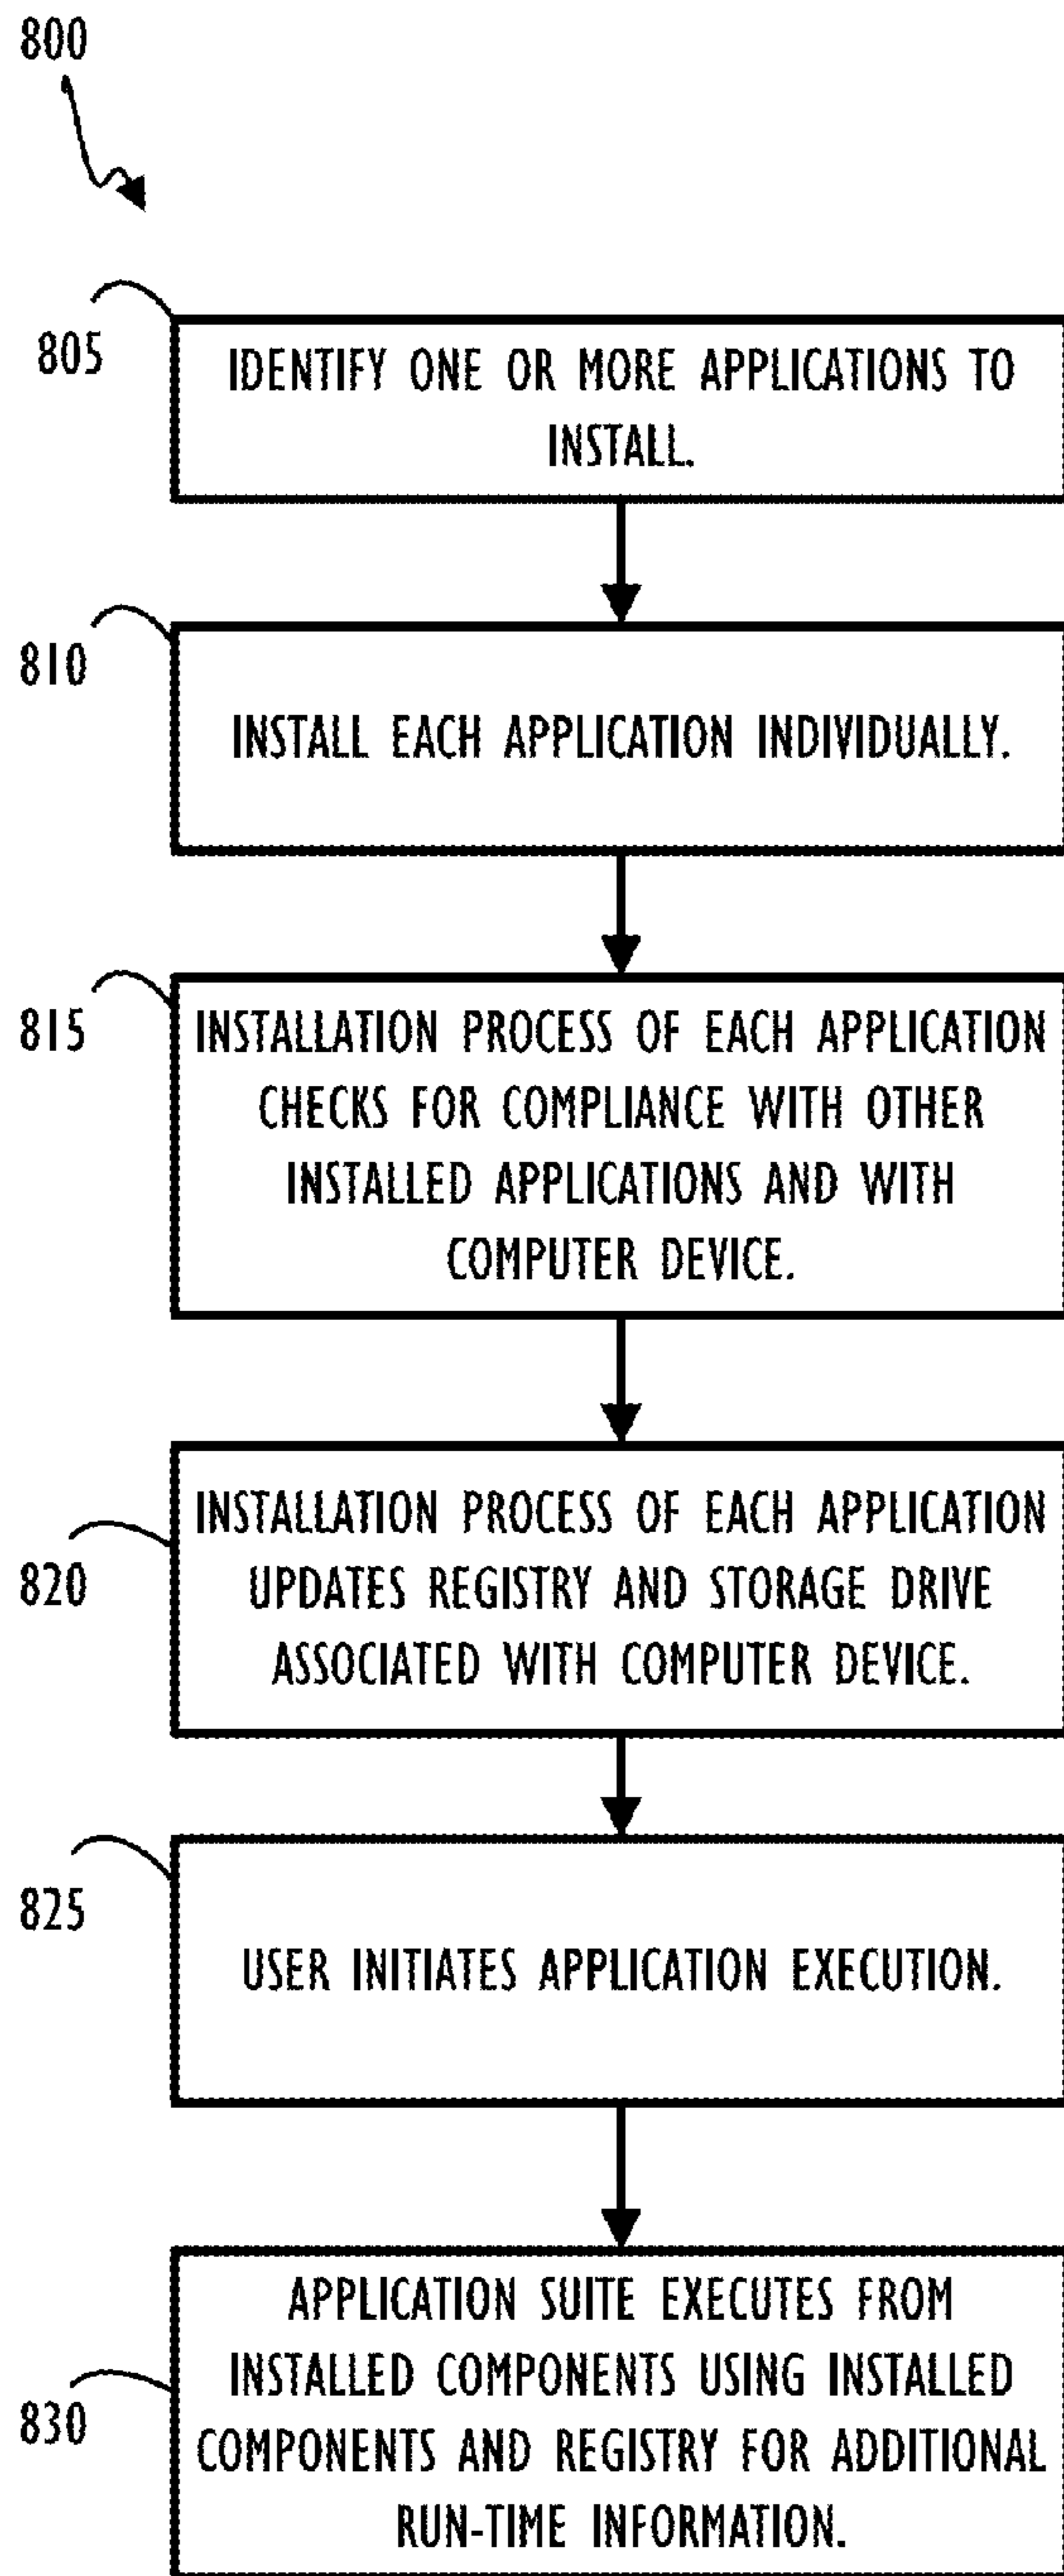 800
805
IDENTIFY ONE OR MORE APPLICATIONS TO
INSTALL.
810
INSTALL EACH APPLICATION INDIVIDUALLY.
815
INSTALLATION PROCESS OF EACH APPLICATION
CHECKS FOR COMPLIANCE WITH OTHER
INSTALLED APPLICATIONS AND WITH
COMPUTER DEVICE.
820
INSTALLATION PROCESS OF EACH APPLICATION
UPDATES REGISTRY AND STORAGE DRIVE
ASSOCIATED WITH COMPUTER DEVICE.
825
USER INITIATES APPLICATION EXECUTION.
830
APPLICATION SUITE EXECUTES FROM
INSTALLED COMPONENTS USING INSTALLED
COMPONENTS AND REGISTRY FOR ADDITIONAL
RUN-TIME INFORMATION.